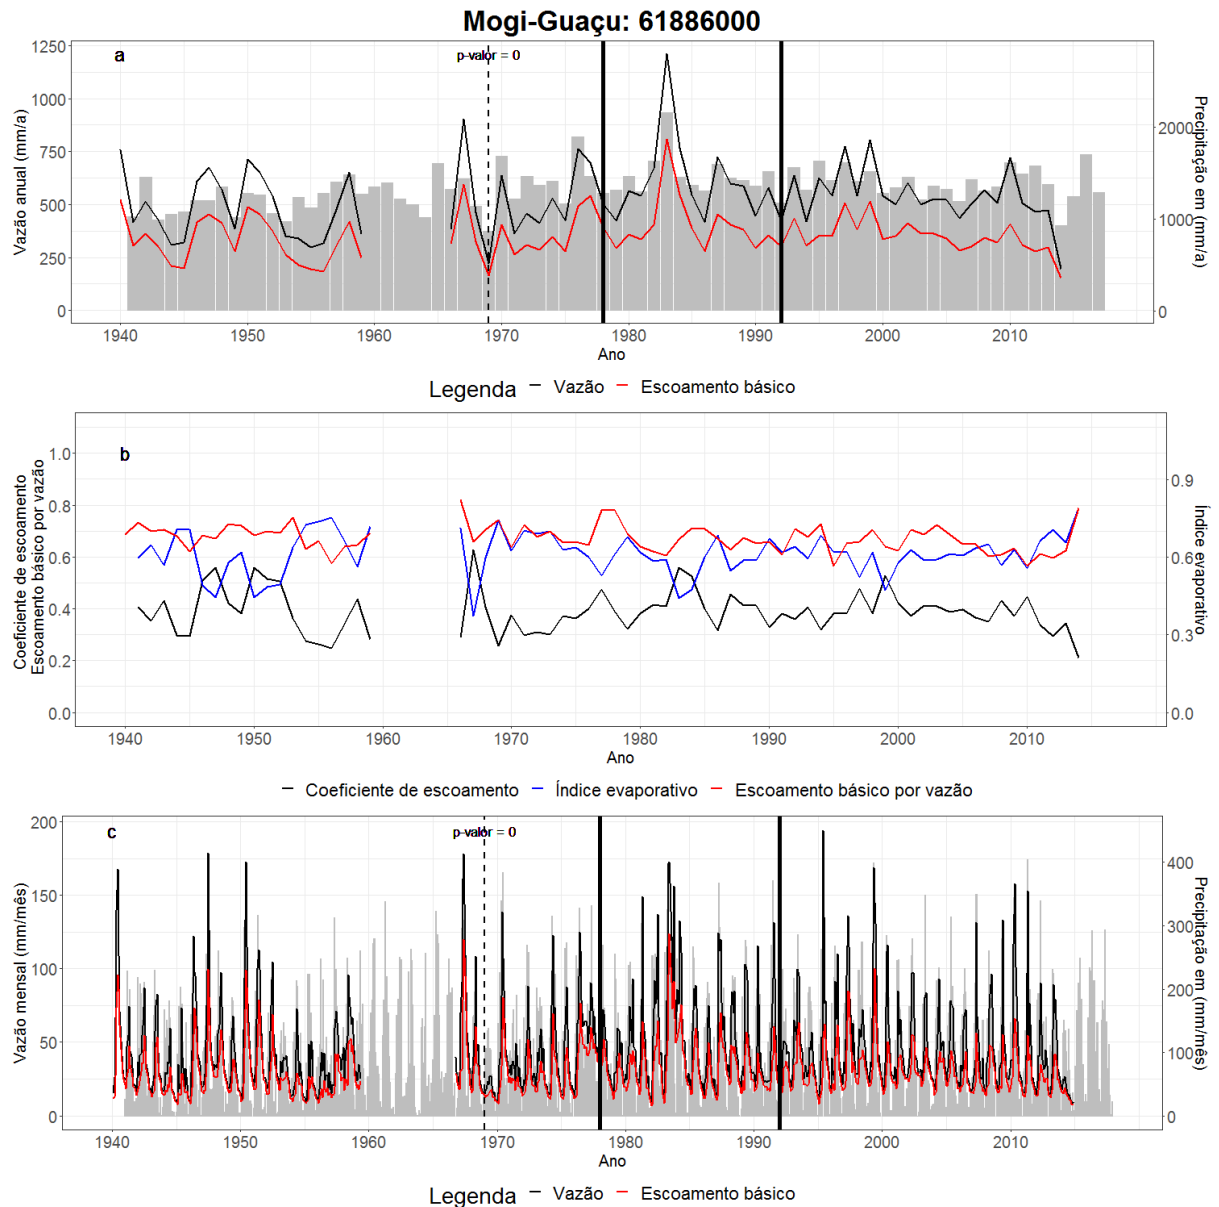 Mogi-Guaçu: 61886000
a
p-valor = 0
1250
1000
750
500
250
0
Vazão anual (mm/a)
2000
1000
0
Precipitação em (mm/a)
1940 1950 1960 1970 1980 1990 2000 2010
Ano
Legenda Vazão Escoamento básico
b
1.0
0.8
0.6
0.4
0.2
0.0
Coeficiente de escoamento
Escoamento básico por vazão
0.9
0.6
0.3
0.0
Índice evaporativo
1940 1950 1960 1970 1980 1990 2000 2010
Ano
Coeficiente de escoamento Índice evaporativo Escoamento básico por vazão
c
p-valor = 0
200
150
100
50
0
Vazão mensal (mm/mês)
400
300
200
100
0
Precipitação em (mm/mês)
1940 1950 1960 1970 1980 1990 2000 2010
Ano
Legenda Vazão Escoamento básico